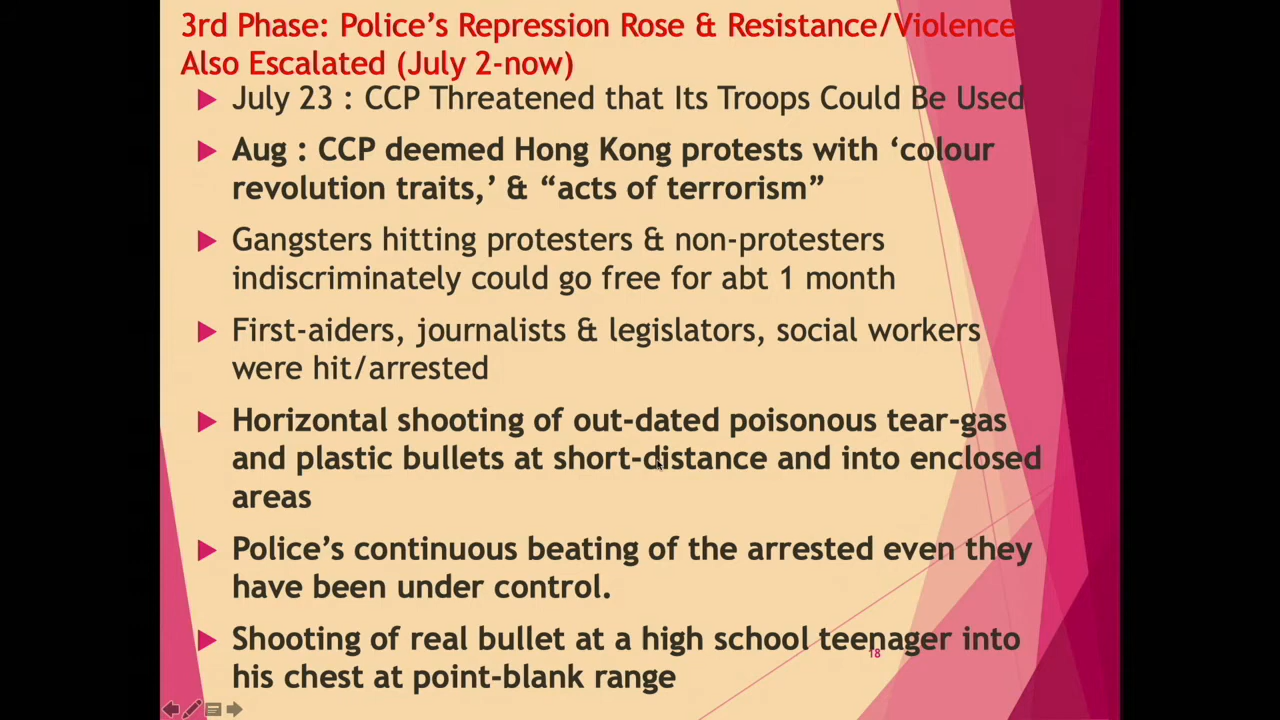 3rd Phase: Police’s Repression Rose & Resistance/Violence
Also Escalated (July 2-now)
July 23 : CCP Threatened that Its Troops Could Be Used
Aug : CCP deemed Hong Kong protests with ‘colour
revolution traits,’ & “acts of terrorism”
Gangsters hitting protesters & non-protesters
indiscriminately could go free for abt 1 month
First-aiders, journalists & legislators, social workers
were hit/arrested
Horizontal shooting of out-dated poisonous tear-gas
and plastic bullets at short-distance and into enclosed
areas
Police’s continuous beating of the arrested even they
have been under control.
Shooting of real bullet at a high school teenager into
his chest at point-blank range
18